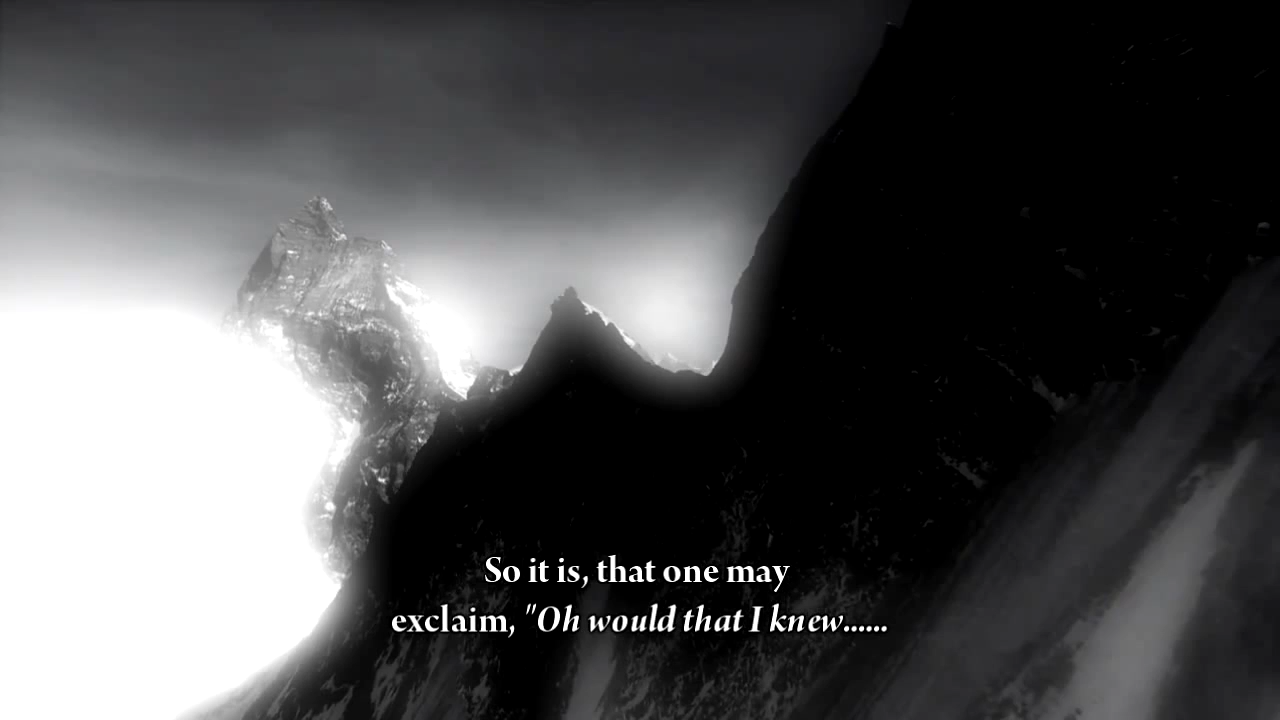 So it is, that one may
exclaim, "Oh would that I knew......